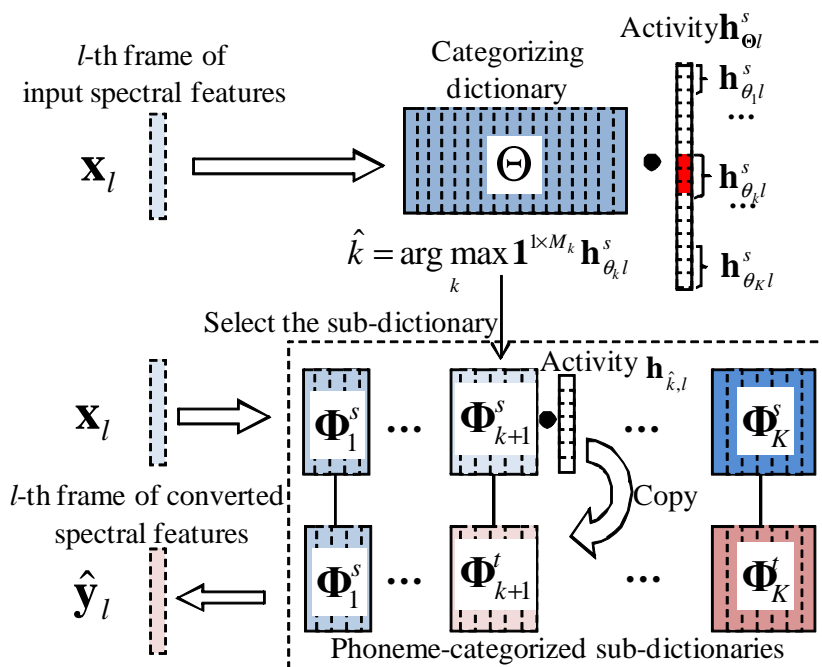 l-th frame of
input spectral features
Categorizing
dictionary
Activity 𝐡^s_{Θl}
𝐱_l
Θ
•
𝐡^s_{θ_1 l}
...
𝐡^s_{θ_k l}
...
𝐡^s_{θ_K l}
k̂ = arg max_k 𝟏^{1×M_k} 𝐡^s_{θ_k l}
Select the sub-dictionary
Activity 𝐡_{k̂,l}
𝐱_l
𝚽^s_1
...
𝚽^s_{k+1}
•
...
𝚽^s_K
Copy
l-th frame of converted
spectral features
ŷ_l
𝚽^s_1
...
𝚽^t_{k+1}
...
𝚽^t_K
Phoneme-categorized sub-dictionaries